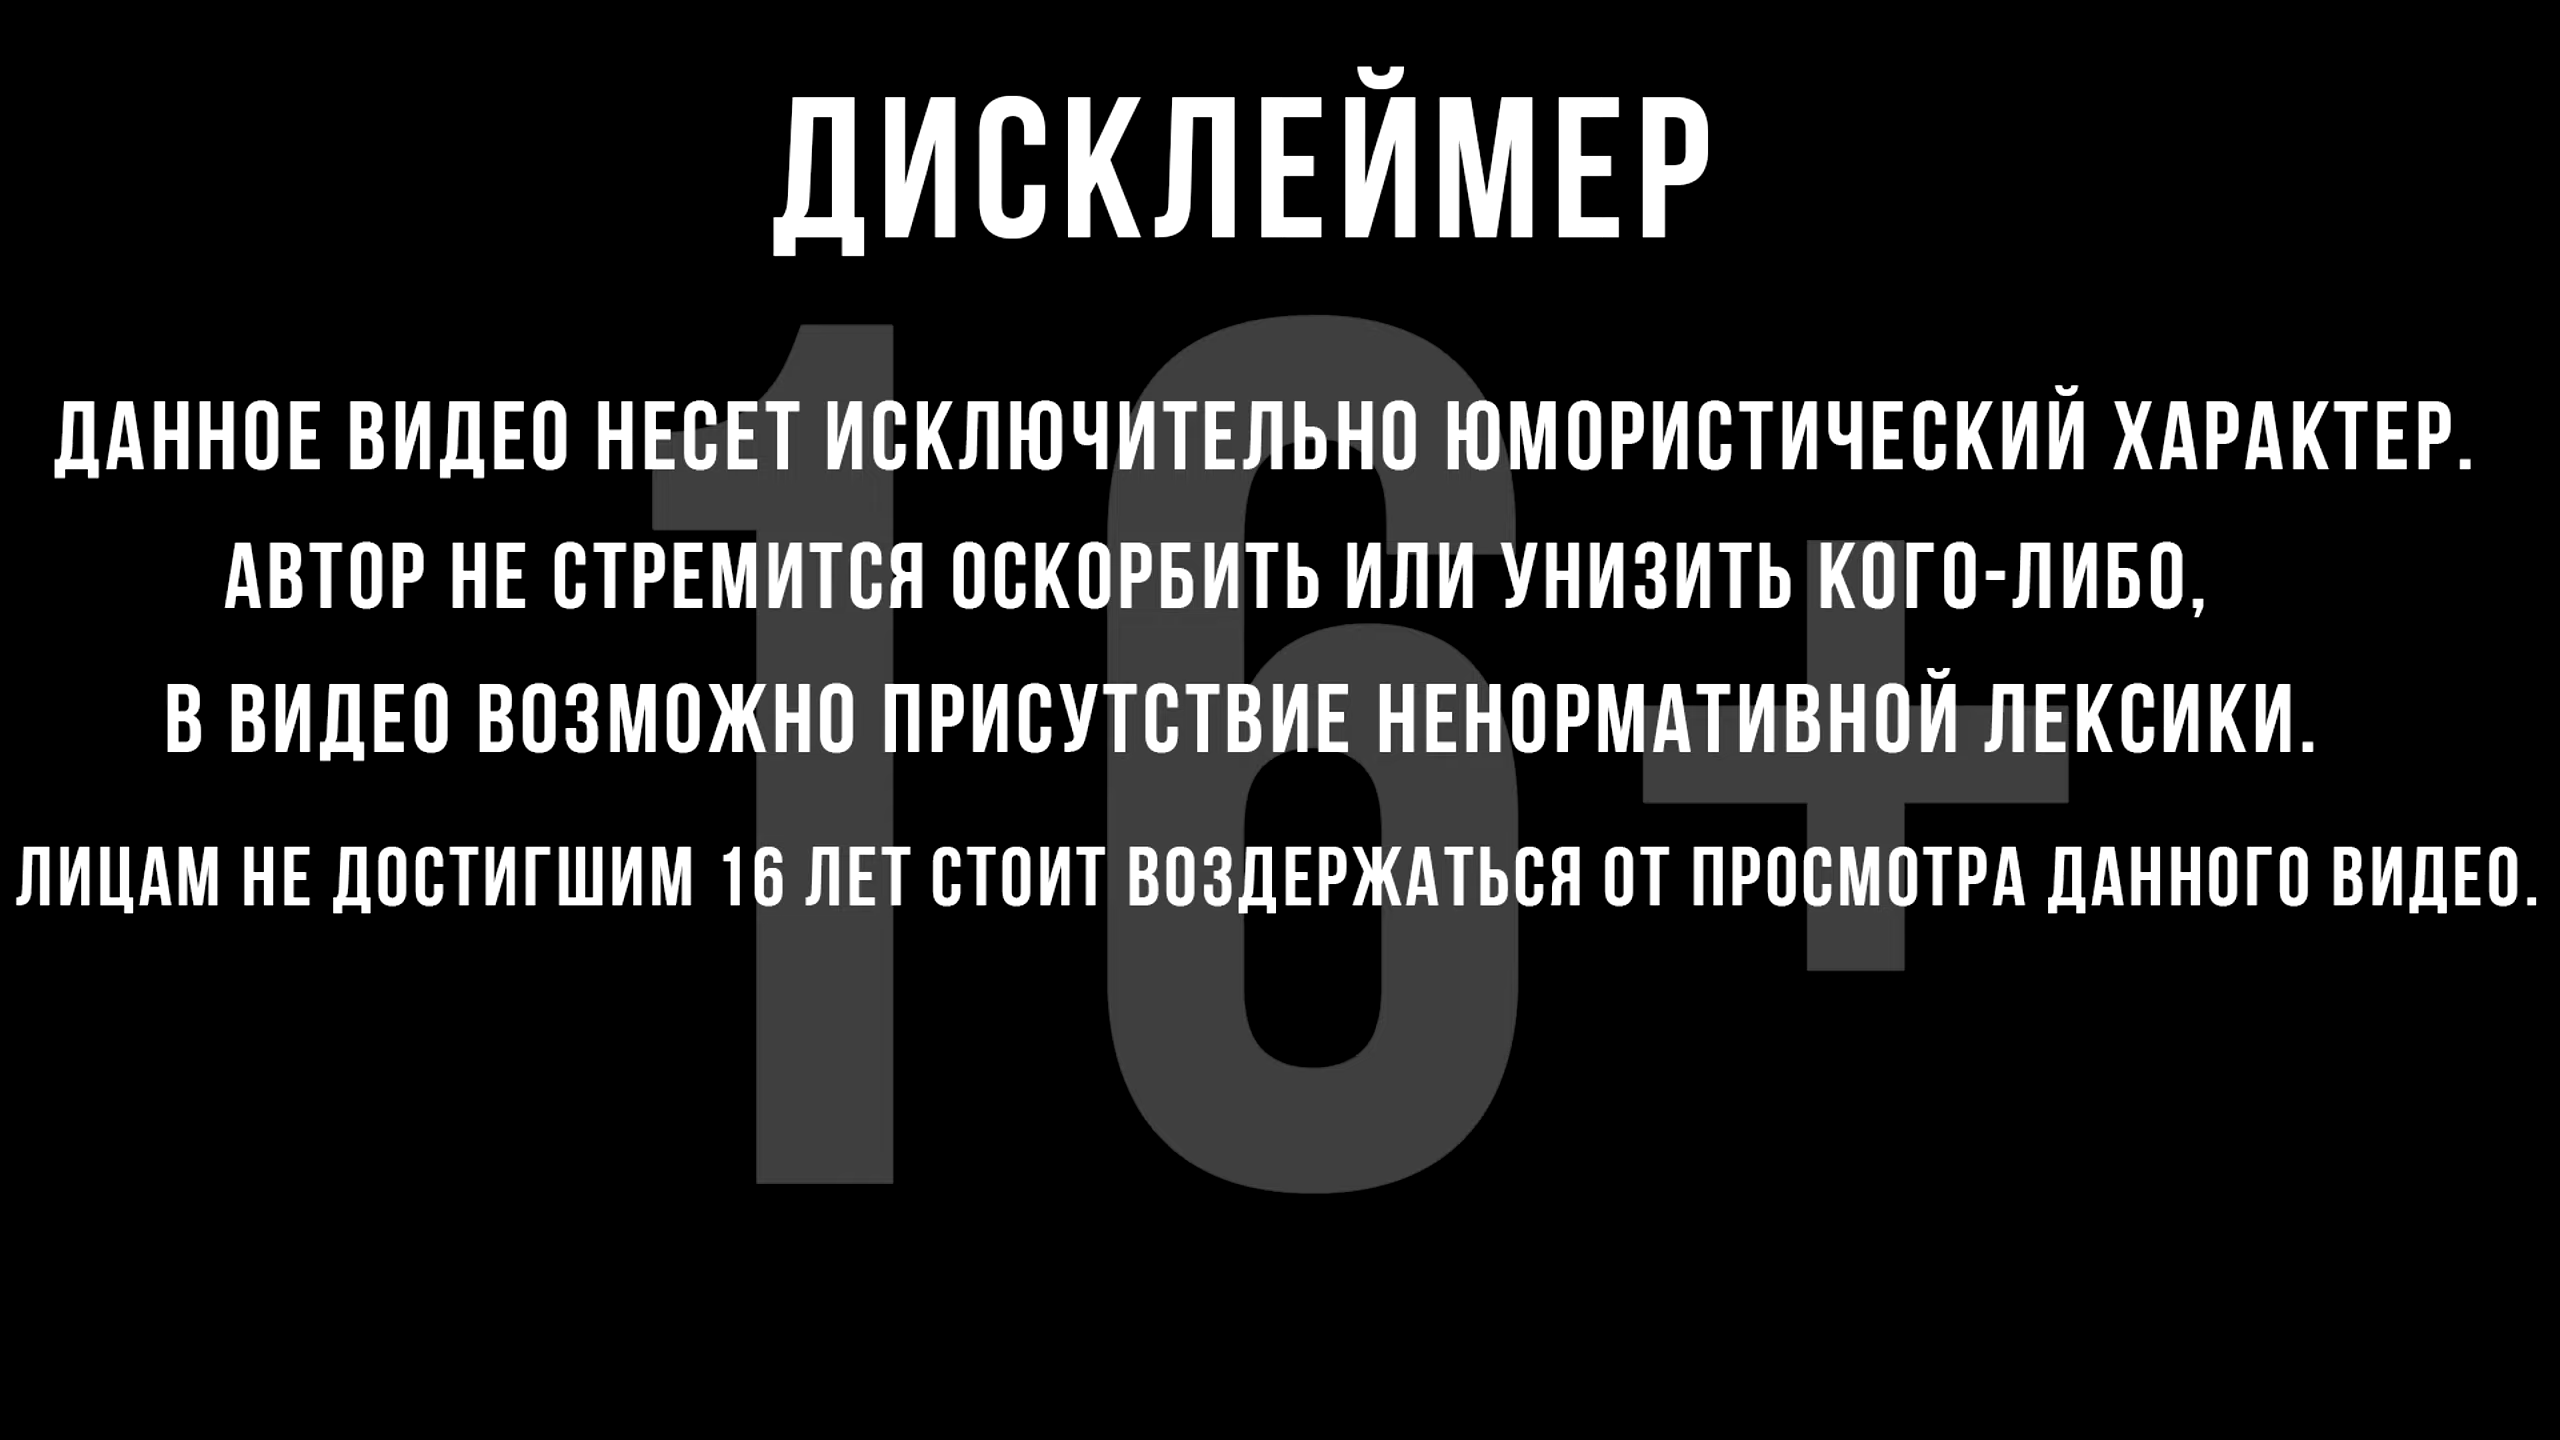 ДИСКЛЕЙМЕР
ДАННОЕ ВИДЕО НЕСЕТ ИСКЛЮЧИТЕЛЬНО ЮМОРИСТИЧЕСКИЙ ХАРАКТЕР.
АВТОР НЕ СТРЕМИТСЯ ОСКОРБИТЬ ИЛИ УНИЗИТЬ КОГО-ЛИБО,
В ВИДЕО ВОЗМОЖНО ПРИСУТСТВИЕ НЕНОРМАТИВНОЙ ЛЕКСИКИ.
ЛИЦАМ НЕ ДОСТИГШИМ 16 ЛЕТ СТОИТ ВОЗДЕРЖАТЬСЯ ОТ ПРОСМОТРА ДАННОГО ВИДЕО.
16+